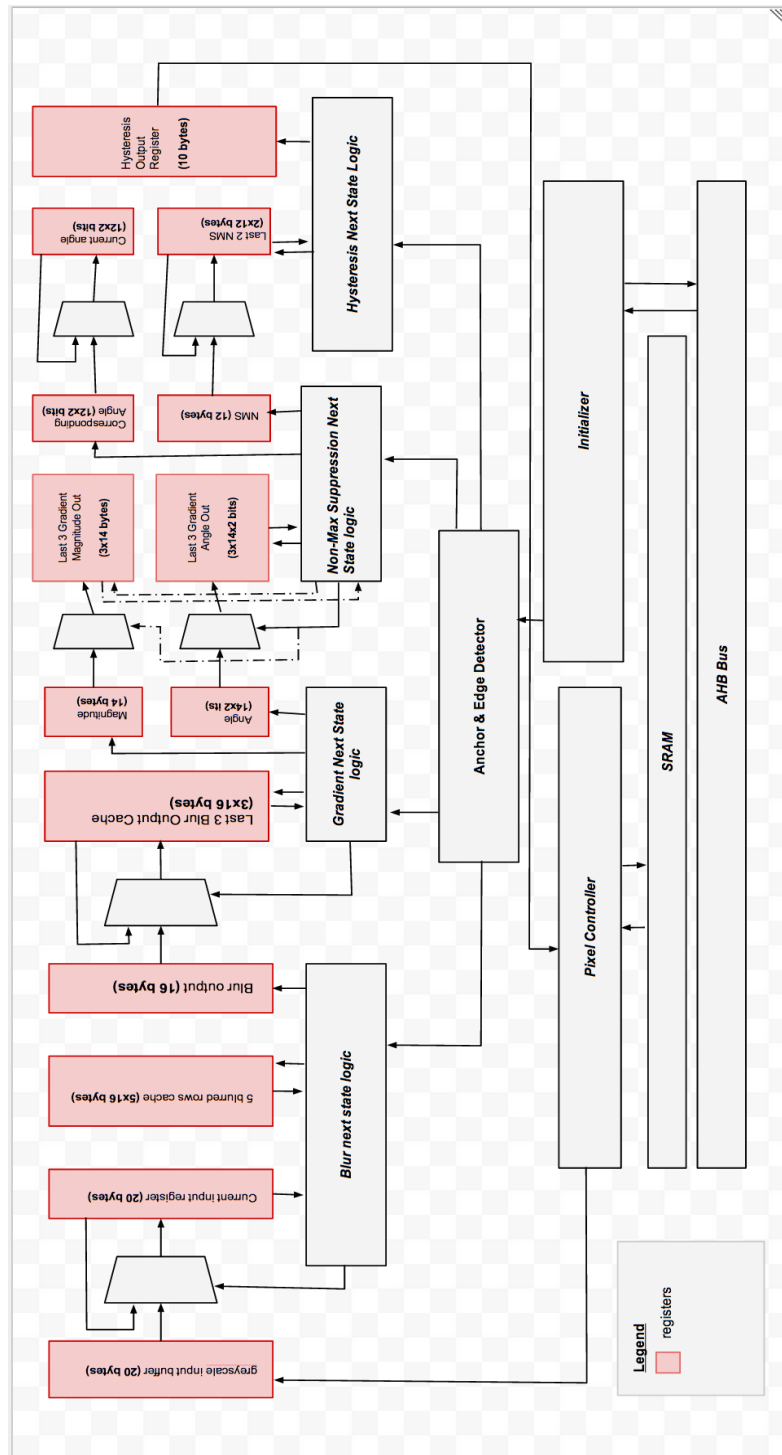 Hysteresis
Output
Register
(10 bytes)
Current angle
(12x2 bits)
Last 2 NMS
(2x12 bytes)
Hysteresis Next State Logic
Corresponding
Angle (12x2 bits)
NMS (12 bytes)
Last 3 Gradient
Magnitude Out
(3x14 bytes)
Last 3 Gradient
Angle Out
(3x14x2 bits)
Non-Max Suppression Next
State logic
Magnitude
(14 bytes)
Angle
(14x2 its)
Gradient Next State
logic
Last 3 Blur Output Cache
(3x16 bytes)
Blur output (16 bytes)
5 blurred rows cache (5x16 bytes)
Current input register (20 bytes)
Blur next state logic
greyscale input buffer (20 bytes)
Anchor & Edge Detector
Initializer
Pixel Controller
SRAM
AHB Bus
Legend
registers